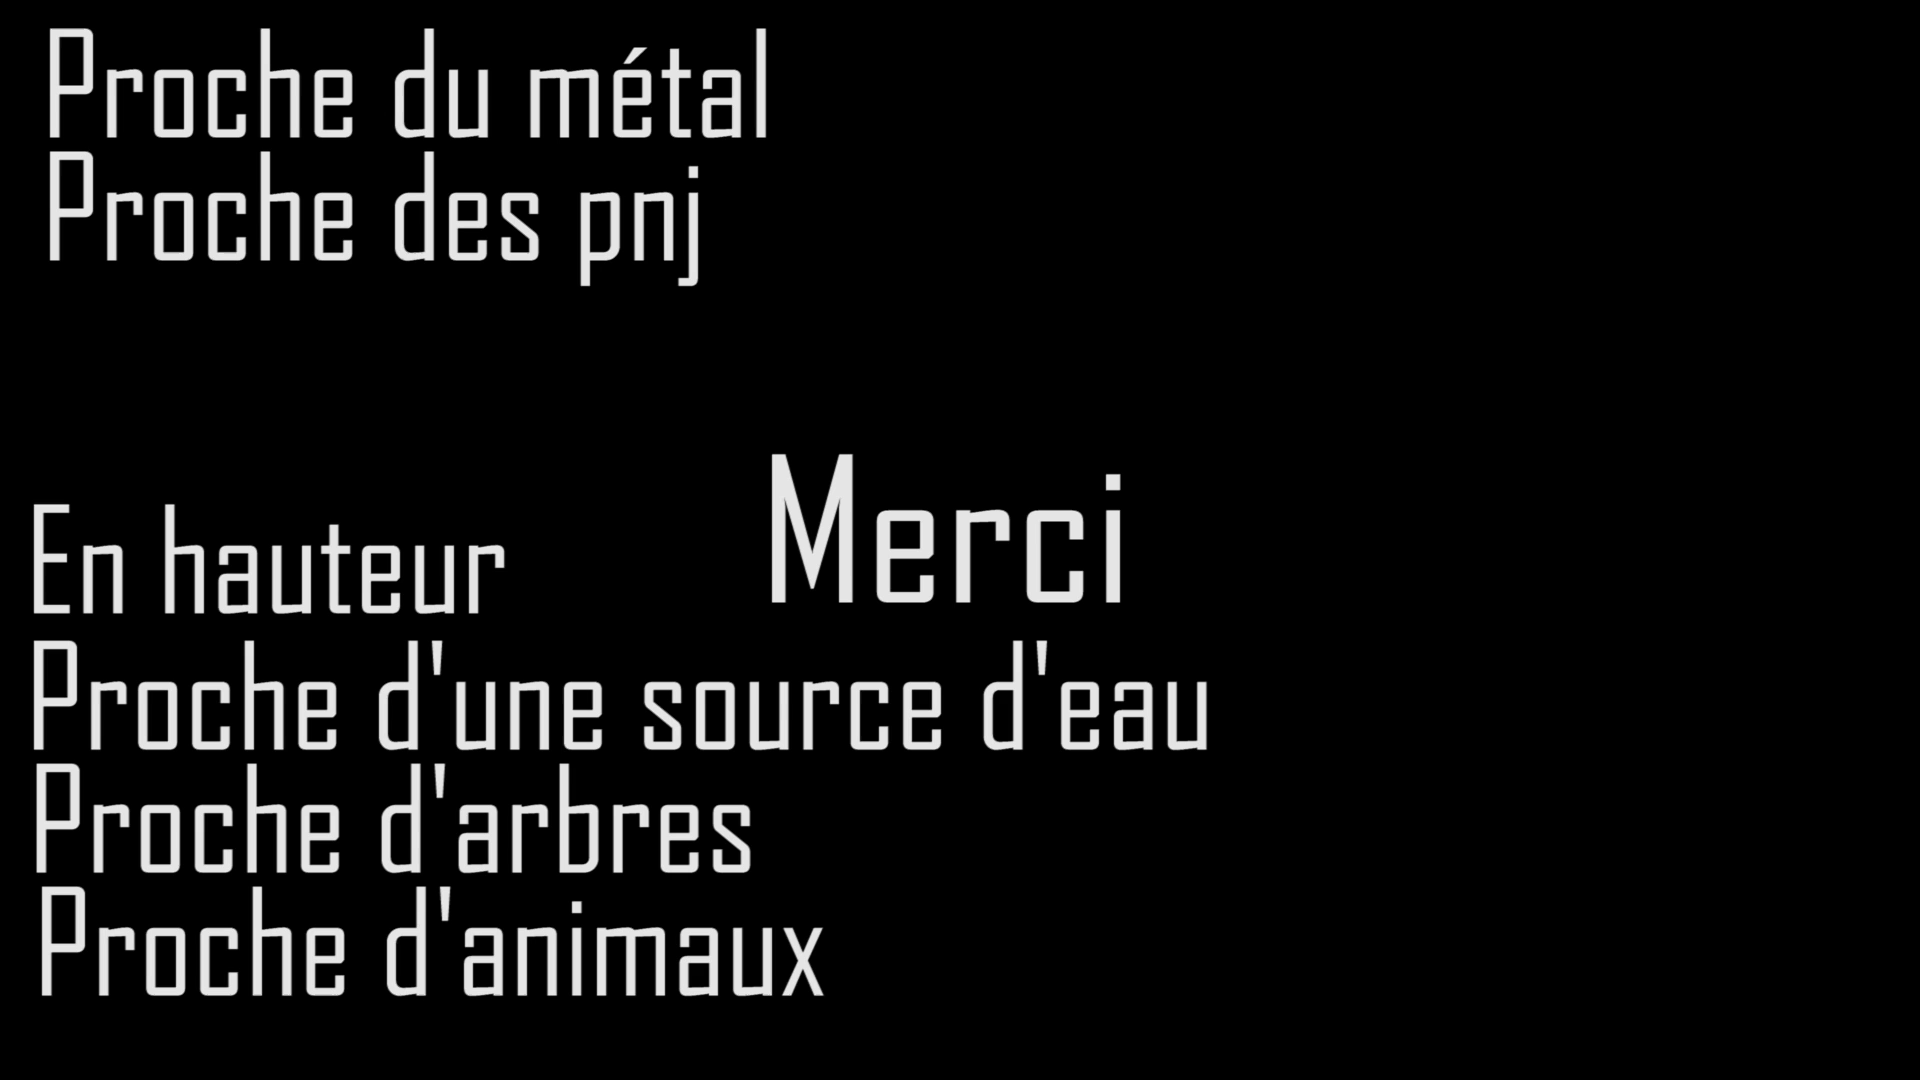 Proche du métal
Proche des pnj
Merci
En hauteur
Proche d'une source d'eau
Proche d'arbres
Proche d'animaux